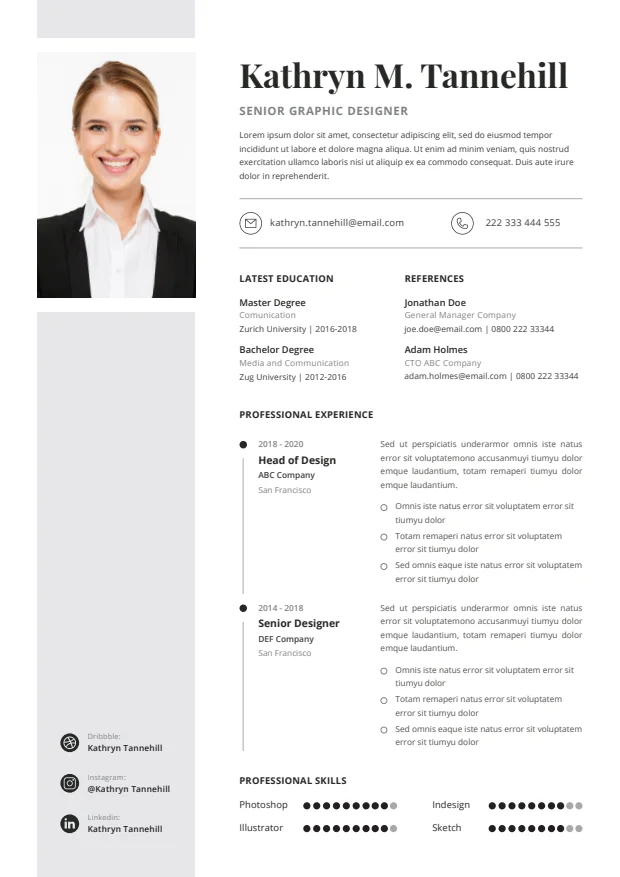 Kathryn M. Tannehill
SENIOR GRAPHIC DESIGNER
Lorem ipsum dolor sit amet, consectetur adipiscing elit, sed do eiusmod tempor
incididunt ut labore et dolore magna aliqua. Ut enim ad minim veniam, quis nostrud
exercitation ullamco laboris nisi ut aliquip ex ea commodo consequat. Duis aute irure
dolor in reprehenderit.
kathryn.tannehill@email.com
222 333 444 555
LATEST EDUCATION
Master Degree
Comunication
Zurich University | 2016-2018
Bachelor Degree
Media and Communication
Zug University | 2012-2016
REFERENCES
Jonathan Doe
General Manager Company
joe.doe@email.com | 0800 222 33344
Adam Holmes
CTO ABC Company
adam.holmes@email.com | 0800 222 33344
PROFESSIONAL EXPERIENCE
2018 - 2020
Head of Design
ABC Company
San Francisco
Sed ut perspiciatis underarmor omnis iste natus
error sit voluptatemono accusanmuyi tiumyu dolor
emque laudantium, totam remaperi tiumyu dolor
emque laudantium.
Omnis iste natus error sit voluptatem error sit
tiumyu dolor
Totam remaperi natus error sit voluptatem
error sit tiumyu dolor
Sed omnis eaque iste natus error sit voluptatem
error sit tiumyu dolor
2014 - 2018
Senior Designer
DEF Company
San Francisco
Sed ut perspiciatis underarmor omnis iste natus
error sit voluptatemono accusanmuyi tiumyu dolor
emque laudantium, totam remaperi tiumyu dolor
emque laudantium.
Omnis iste natus error sit voluptatem error sit
tiumyu dolor
Totam remaperi natus error sit voluptatem
error sit tiumyu dolor
Sed omnis eaque iste natus error sit voluptatem
error sit tiumyu dolor
Dribbble:
Kathryn Tannehill
Instagram:
@Kathryn Tannehill
Linkedin:
Kathryn Tannehill
PROFESSIONAL SKILLS
Photoshop
Indesign
Illustrator
Sketch